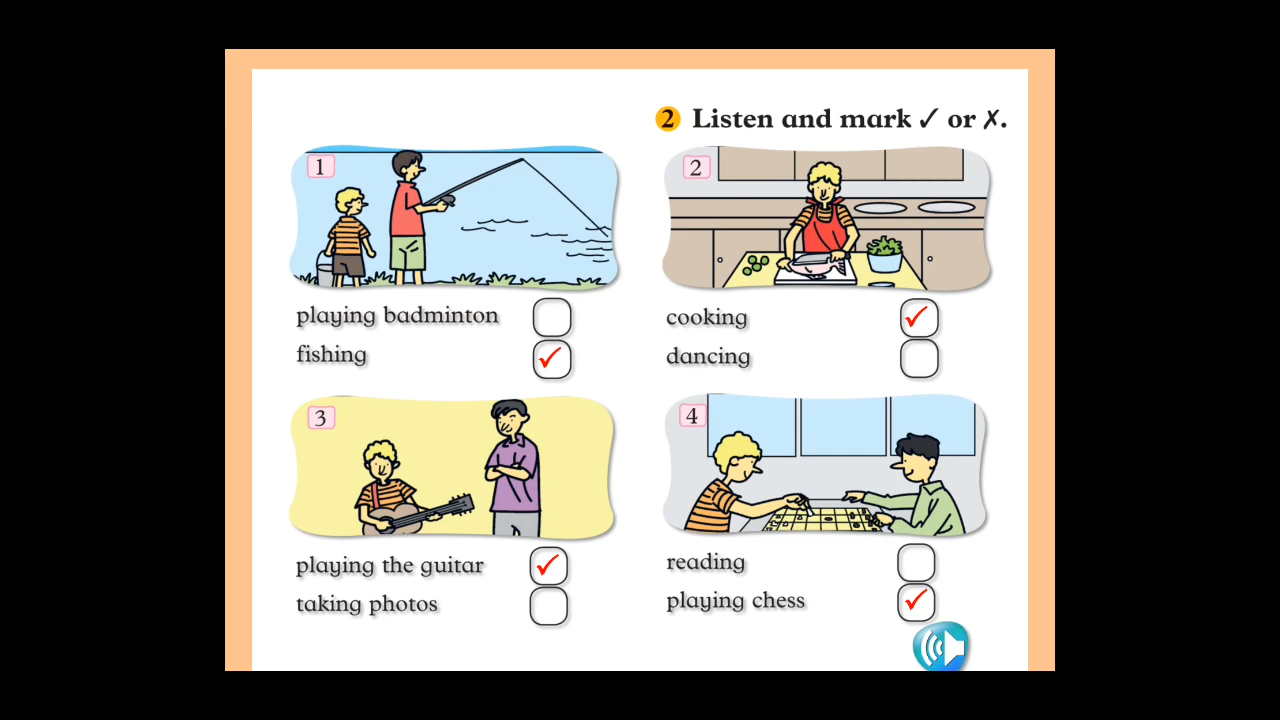 2 Listen and mark ✓ or ✗.
1
playing badminton
fishing ✓
2
cooking ✓
dancing
3
playing the guitar ✓
taking photos
4
reading
playing chess ✓